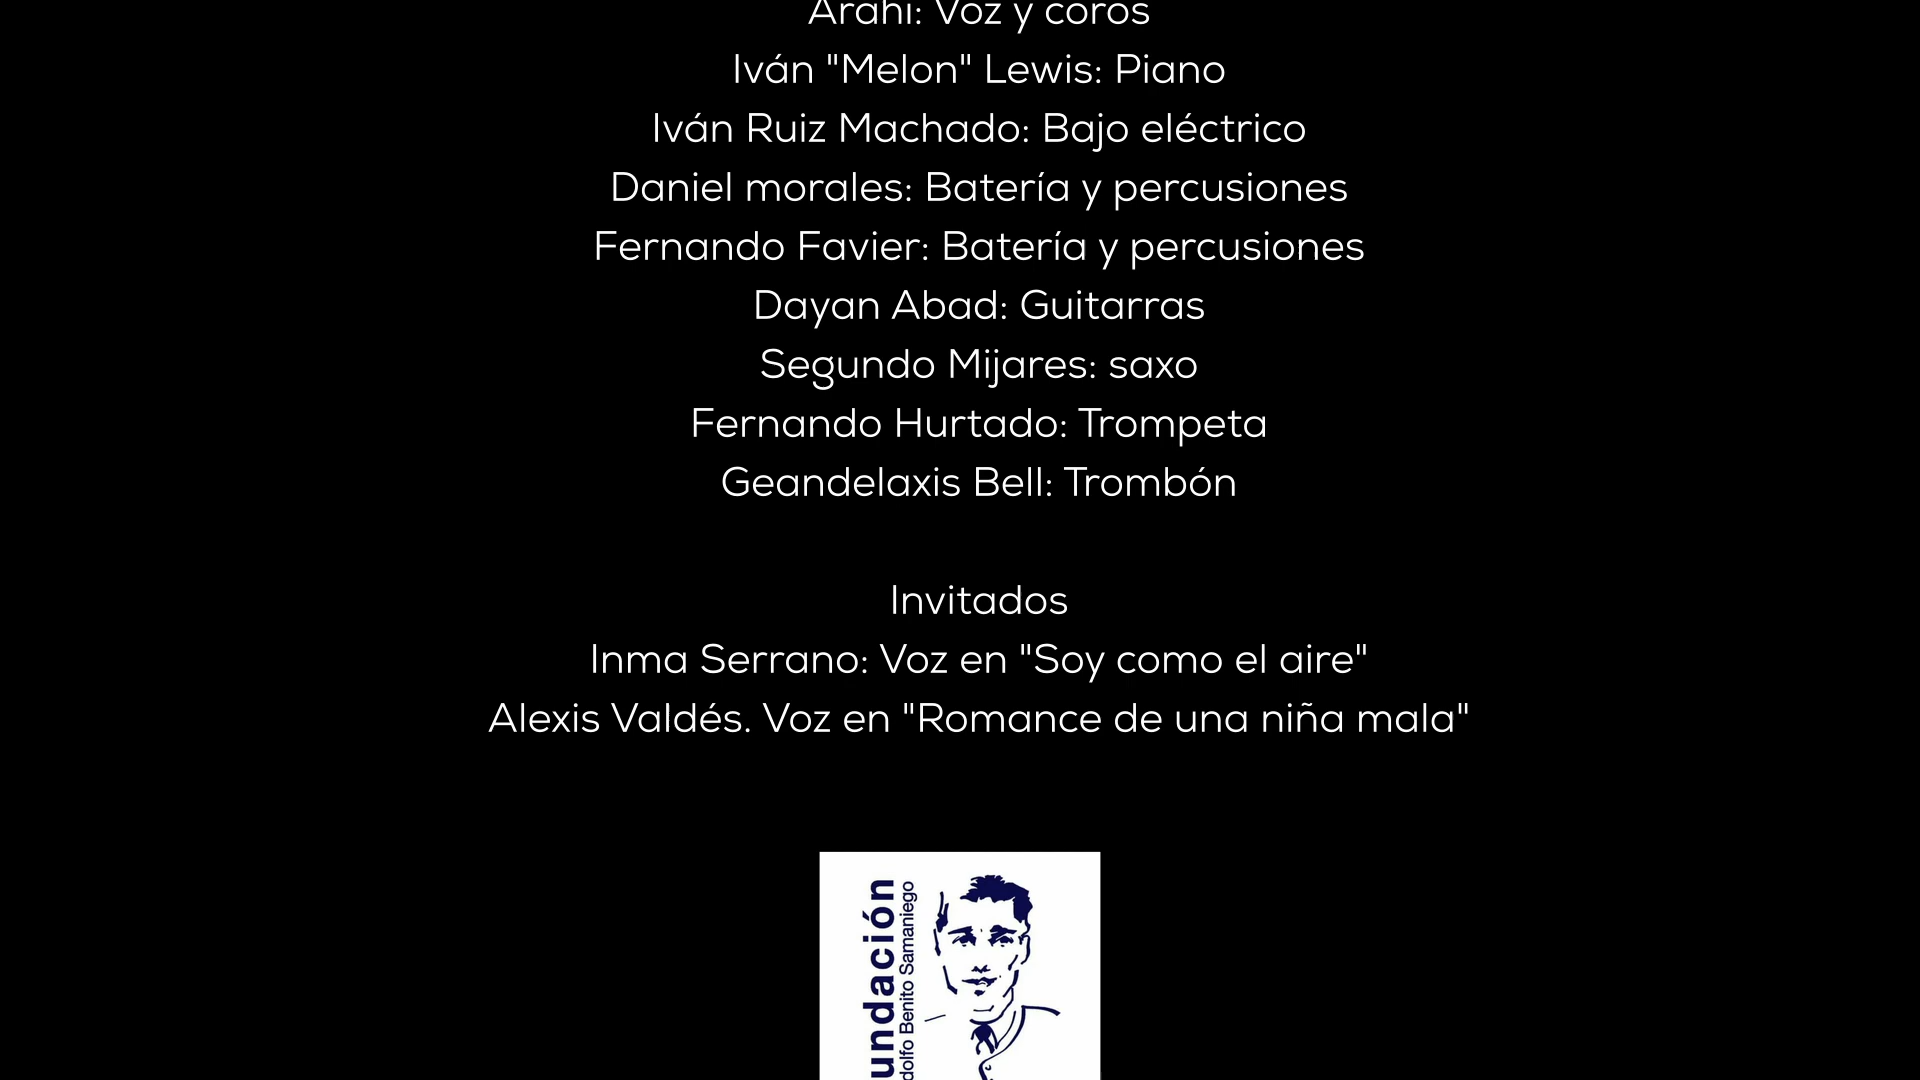 Arahi: Voz y coros
Iván "Melon" Lewis: Piano
Iván Ruiz Machado: Bajo eléctrico
Daniel morales: Batería y percusiones
Fernando Favier: Batería y percusiones
Dayan Abad: Guitarras
Segundo Mijares: saxo
Fernando Hurtado: Trompeta
Geandelaxis Bell: Trombón
Invitados
Inma Serrano: Voz en "Soy como el aire"
Alexis Valdés. Voz en "Romance de una niña mala"
undación
dolfo Benito Samaniego